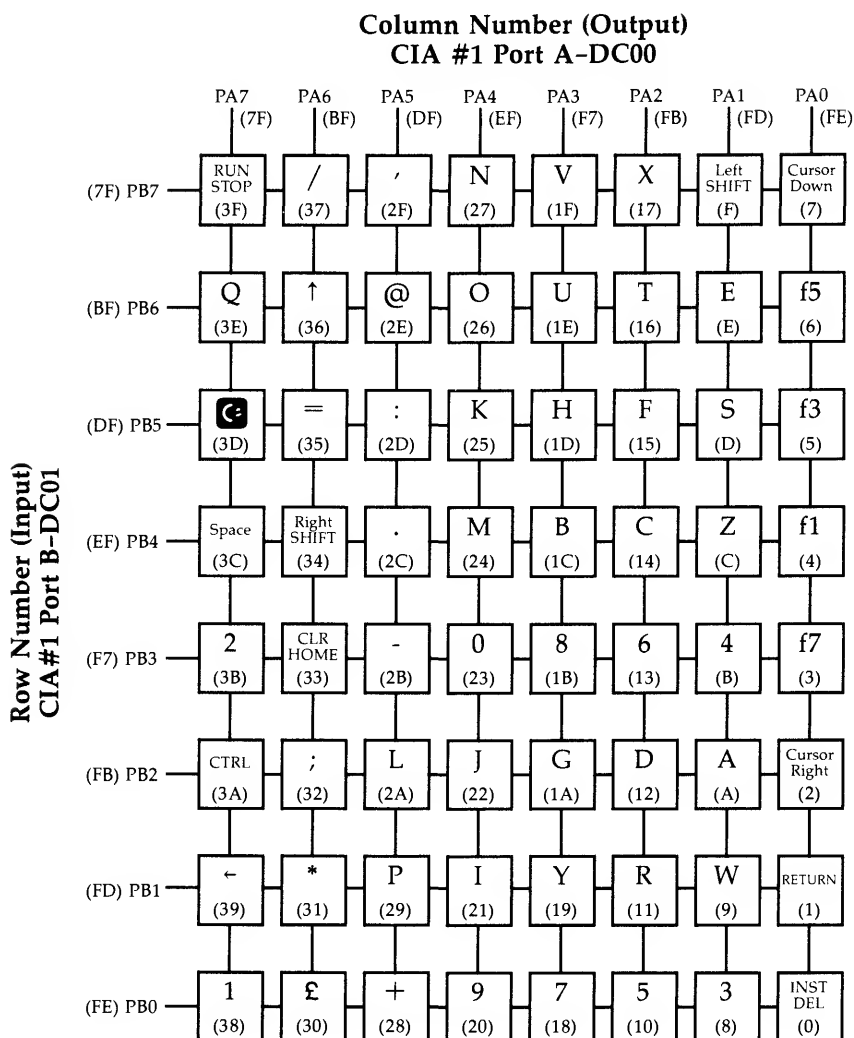 Column Number (Output)
CIA #1 Port A–DC00
PA7 PA6 PA5 PA4 PA3 PA2 PA1 PA0
(7F) (BF) (DF) (EF) (F7) (FB) (FD) (FE)
Row Number (Input)
CIA#1 Port B–DC01
(7F) PB7
RUN STOP (3F)
/ (37)
, (2F)
N (27)
V (1F)
X (17)
Left SHIFT (F)
Cursor Down (7)
(BF) PB6
Q (3E)
↑ (36)
@ (2E)
O (26)
U (1E)
T (16)
E (E)
f5 (6)
(DF) PB5
(3D)
= (35)
: (2D)
K (25)
H (1D)
F (15)
S (D)
f3 (5)
(EF) PB4
Space (3C)
Right SHIFT (34)
. (2C)
M (24)
B (1C)
C (14)
Z (C)
f1 (4)
(F7) PB3
2 (3B)
CLR HOME (33)
- (2B)
0 (23)
8 (1B)
6 (13)
4 (B)
f7 (3)
(FB) PB2
CTRL (3A)
; (32)
L (2A)
J (22)
G (1A)
D (12)
A (A)
Cursor Right (2)
(FD) PB1
← (39)
* (31)
P (29)
I (21)
Y (19)
R (11)
W (9)
RETURN (1)
(FE) PB0
1 (38)
£ (30)
+ (28)
9 (20)
7 (18)
5 (10)
3 (8)
INST DEL (0)